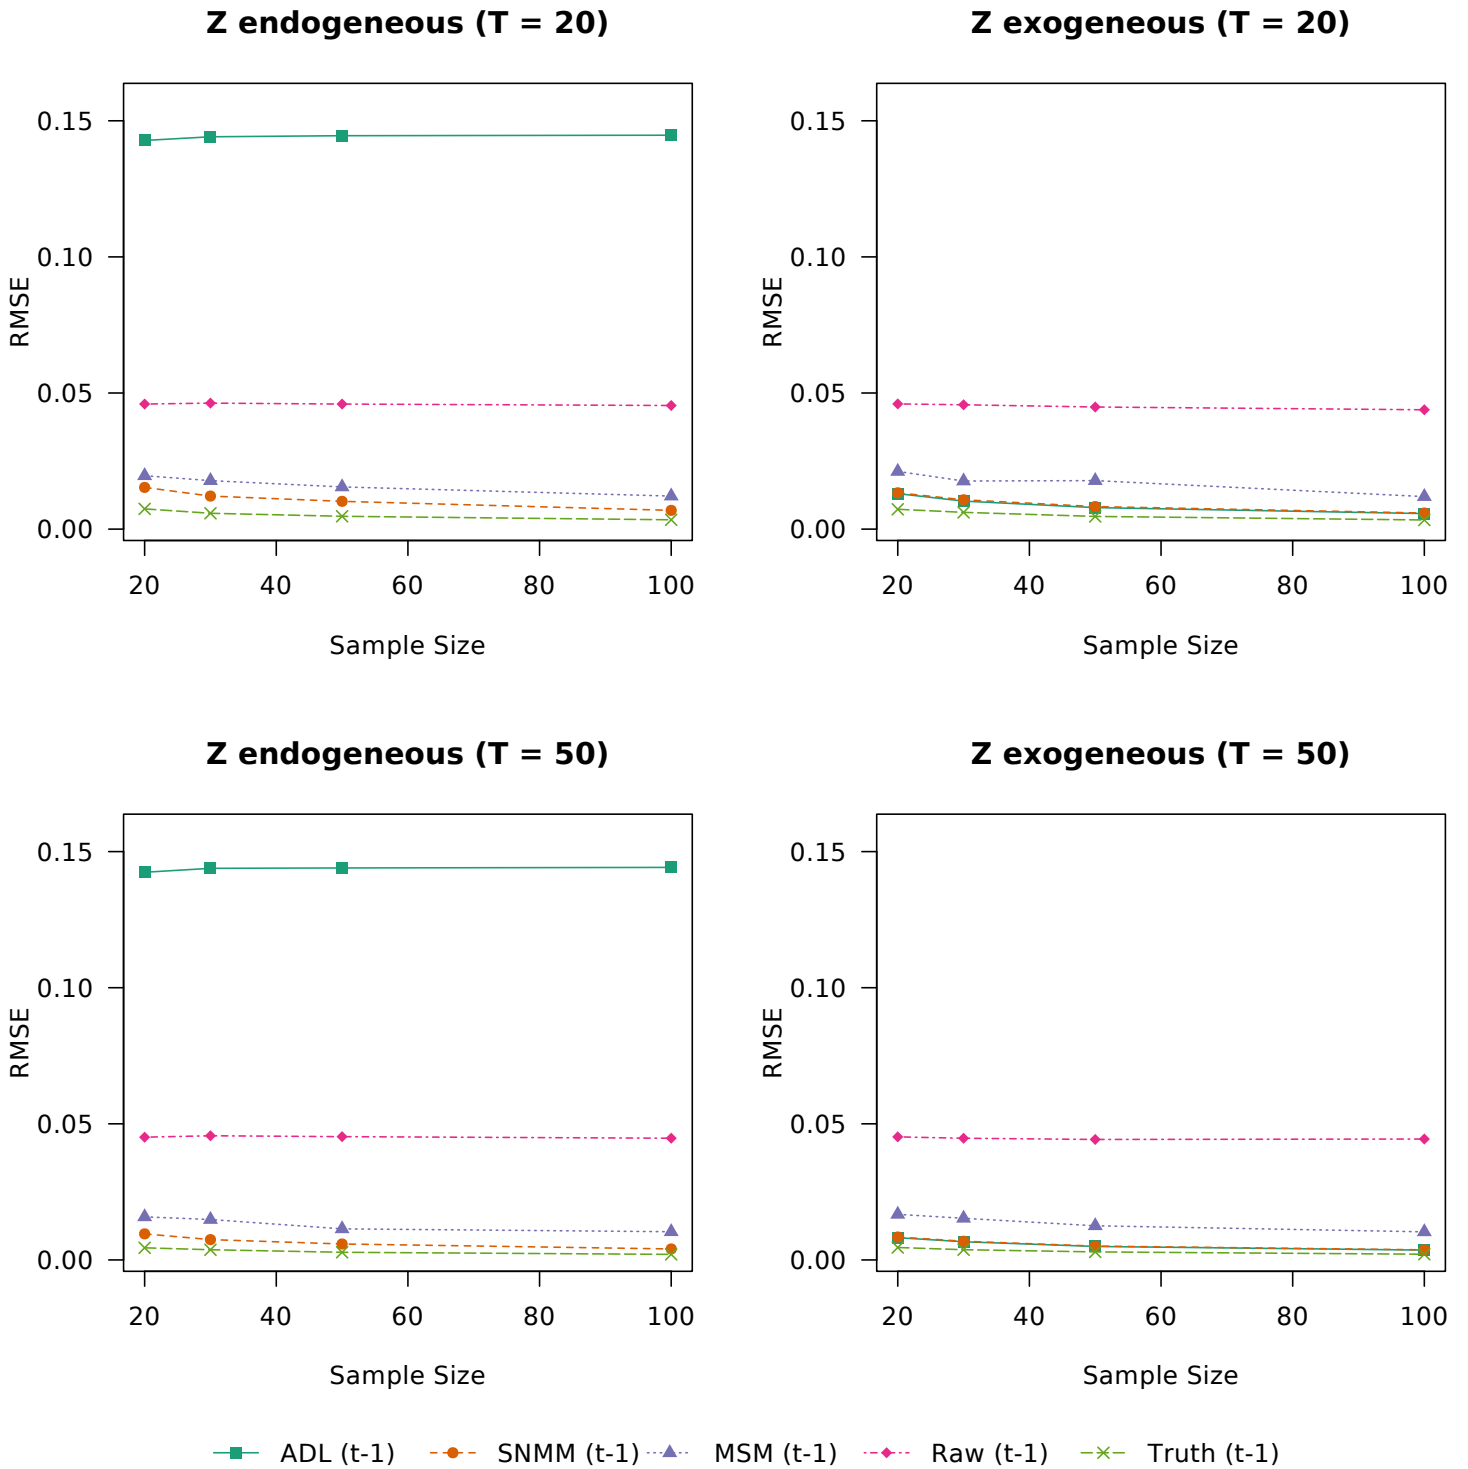 Z endogeneous (T = 20)
0.15
0.10
0.05
0.00
RMSE
20 40 60 80 100
Sample Size
Z exogeneous (T = 20)
0.15
0.10
0.05
0.00
RMSE
20 40 60 80 100
Sample Size
Z endogeneous (T = 50)
0.15
0.10
0.05
0.00
RMSE
20 40 60 80 100
Sample Size
Z exogeneous (T = 50)
0.15
0.10
0.05
0.00
RMSE
20 40 60 80 100
Sample Size
ADL (t-1) SNMM (t-1) MSM (t-1) Raw (t-1) Truth (t-1)